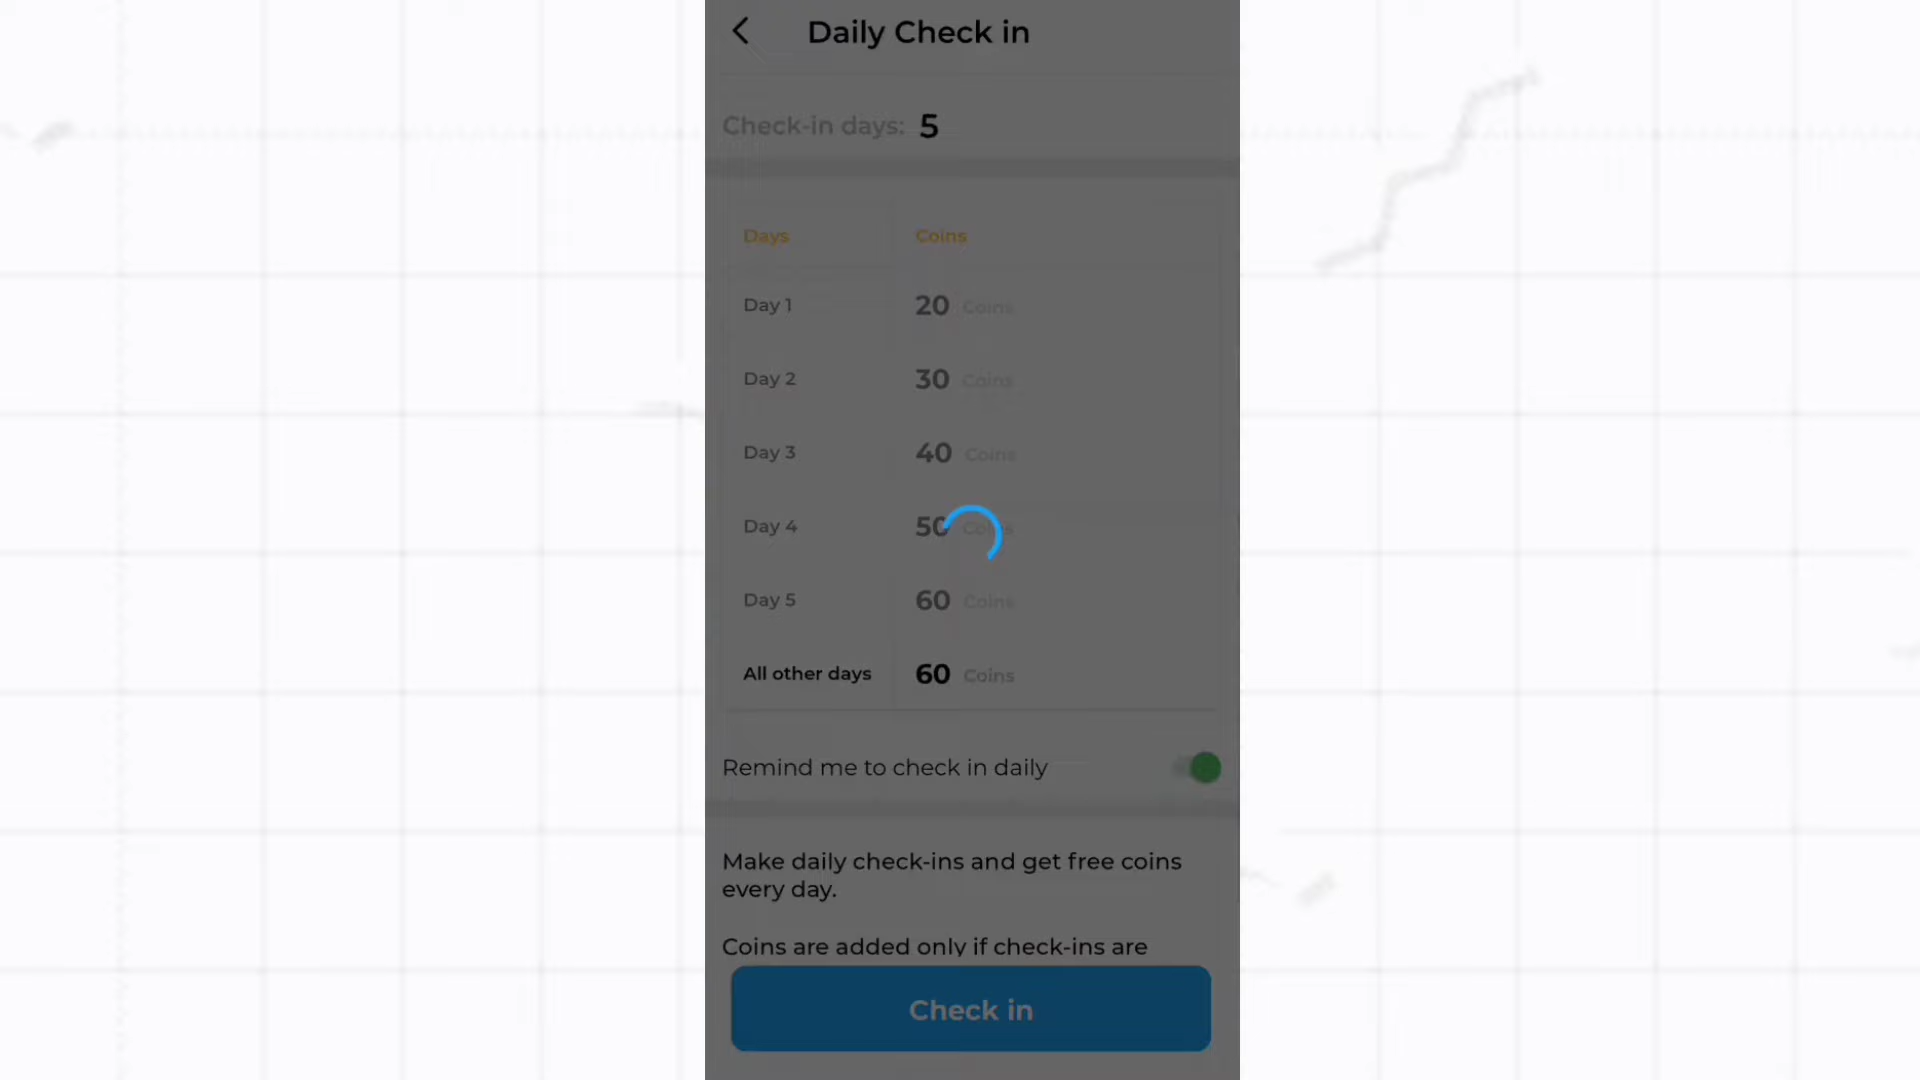 Daily Check in
Check-in days: 5
Days Coins
Day 1 20 Coins
Day 2 30 Coins
Day 3 40 Coins
Day 4 50 Coins
Day 5 60 Coins
All other days 60 Coins
Remind me to check in daily
Make daily check-ins and get free coins
every day.
Coins are added only if check-ins are
Check in